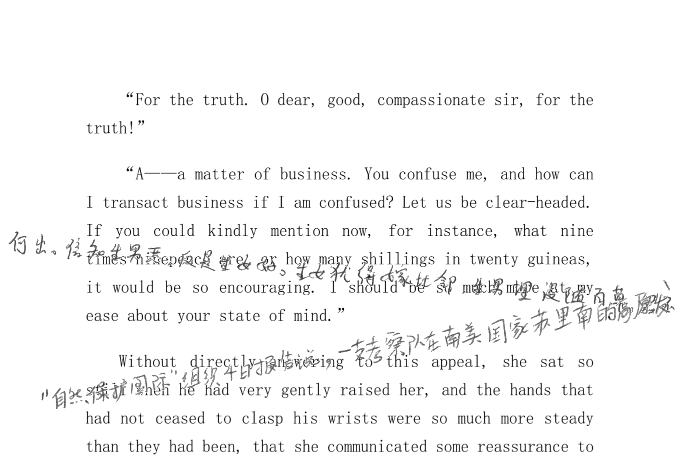 “For the truth. O dear, good, compassionate sir, for the
truth!”
“A——a matter of business. You confuse me, and how can
I transact business if I am confused? Let us be clear-headed.
If you could kindly mention now, for instance, what nine
何出。信知生男恶,反是生女好。生女犹得嫁比邻,生男埋没随百草
times ninepence are, or how many shillings in twenty guineas,
it would be so encouraging. I should be so much more at my
ease about your state of mind.”
一支考察队在南美国家苏里南的
Without directly answering to this appeal, she sat so
“自然保护国际”组织4日报告说,
when he had very gently raised her, and the hands that
had not ceased to clasp his wrists were so much more steady
than they had been, that she communicated some reassurance to